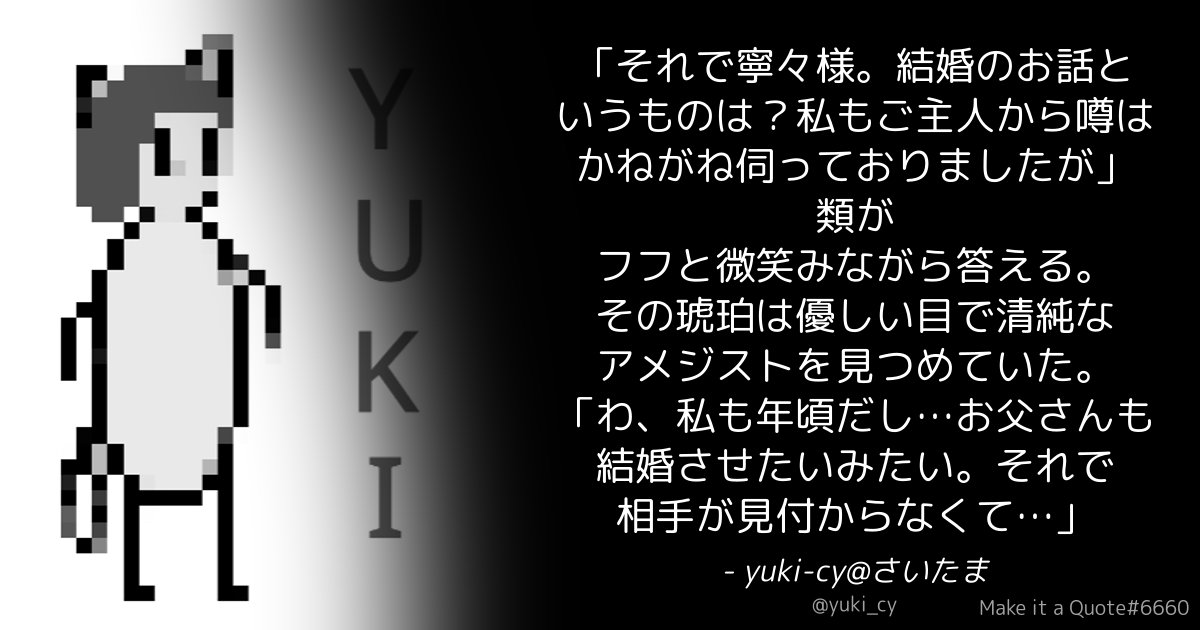 YUKI
「それで寧々様。結婚のお話と
いうものは？私もご主人から噂は
かねがね伺っておりましたが」
類が
フフと微笑みながら答える。
その琥珀は優しい目で清純な
アメジストを見つめていた。
「わ、私も年頃だし…お父さんも
結婚させたいみたい。それで
相手が見付からなくて…」
- yuki-cy@さいたま
@yuki_cy
Make it a Quote#6660